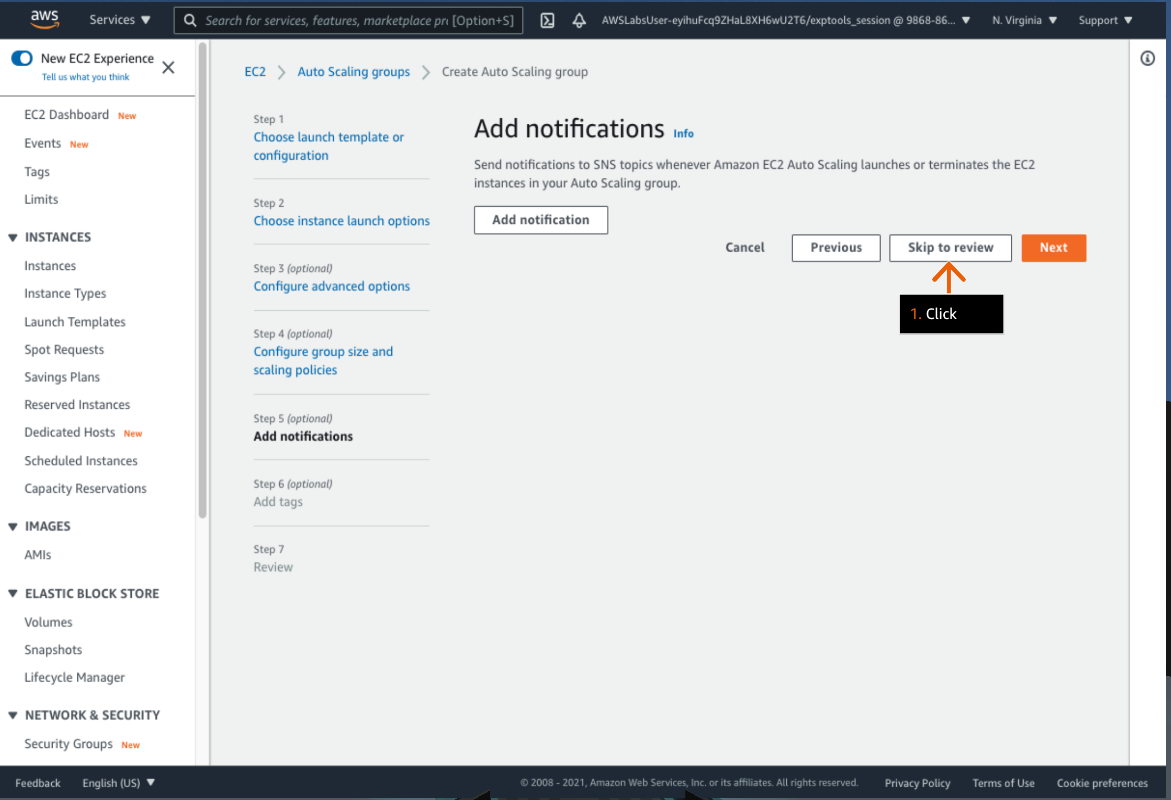 aws
Services
Search for services, features, marketplace pr [Option+S]
AWSLabsUser-eyihuFcq9ZHaL8XH6wU2T6/exptools_session @ 9868-86...
N. Virginia
Support
New EC2 Experience
Tell us what you think
EC2 Dashboard New
Events New
Tags
Limits
INSTANCES
Instances
Instance Types
Launch Templates
Spot Requests
Savings Plans
Reserved Instances
Dedicated Hosts New
Scheduled Instances
Capacity Reservations
IMAGES
AMIs
ELASTIC BLOCK STORE
Volumes
Snapshots
Lifecycle Manager
NETWORK & SECURITY
Security Groups New
EC2 > Auto Scaling groups > Create Auto Scaling group
Step 1
Choose launch template or
configuration
Step 2
Choose instance launch options
Step 3 (optional)
Configure advanced options
Step 4 (optional)
Configure group size and
scaling policies
Step 5 (optional)
Add notifications
Step 6 (optional)
Add tags
Step 7
Review
Add notifications Info
Send notifications to SNS topics whenever Amazon EC2 Auto Scaling launches or terminates the EC2
instances in your Auto Scaling group.
Add notification
Cancel
Previous
Skip to review
Next
1. Click
Feedback
English (US)
© 2008 - 2021, Amazon Web Services, Inc. or its affiliates. All rights reserved.
Privacy Policy
Terms of Use
Cookie preferences